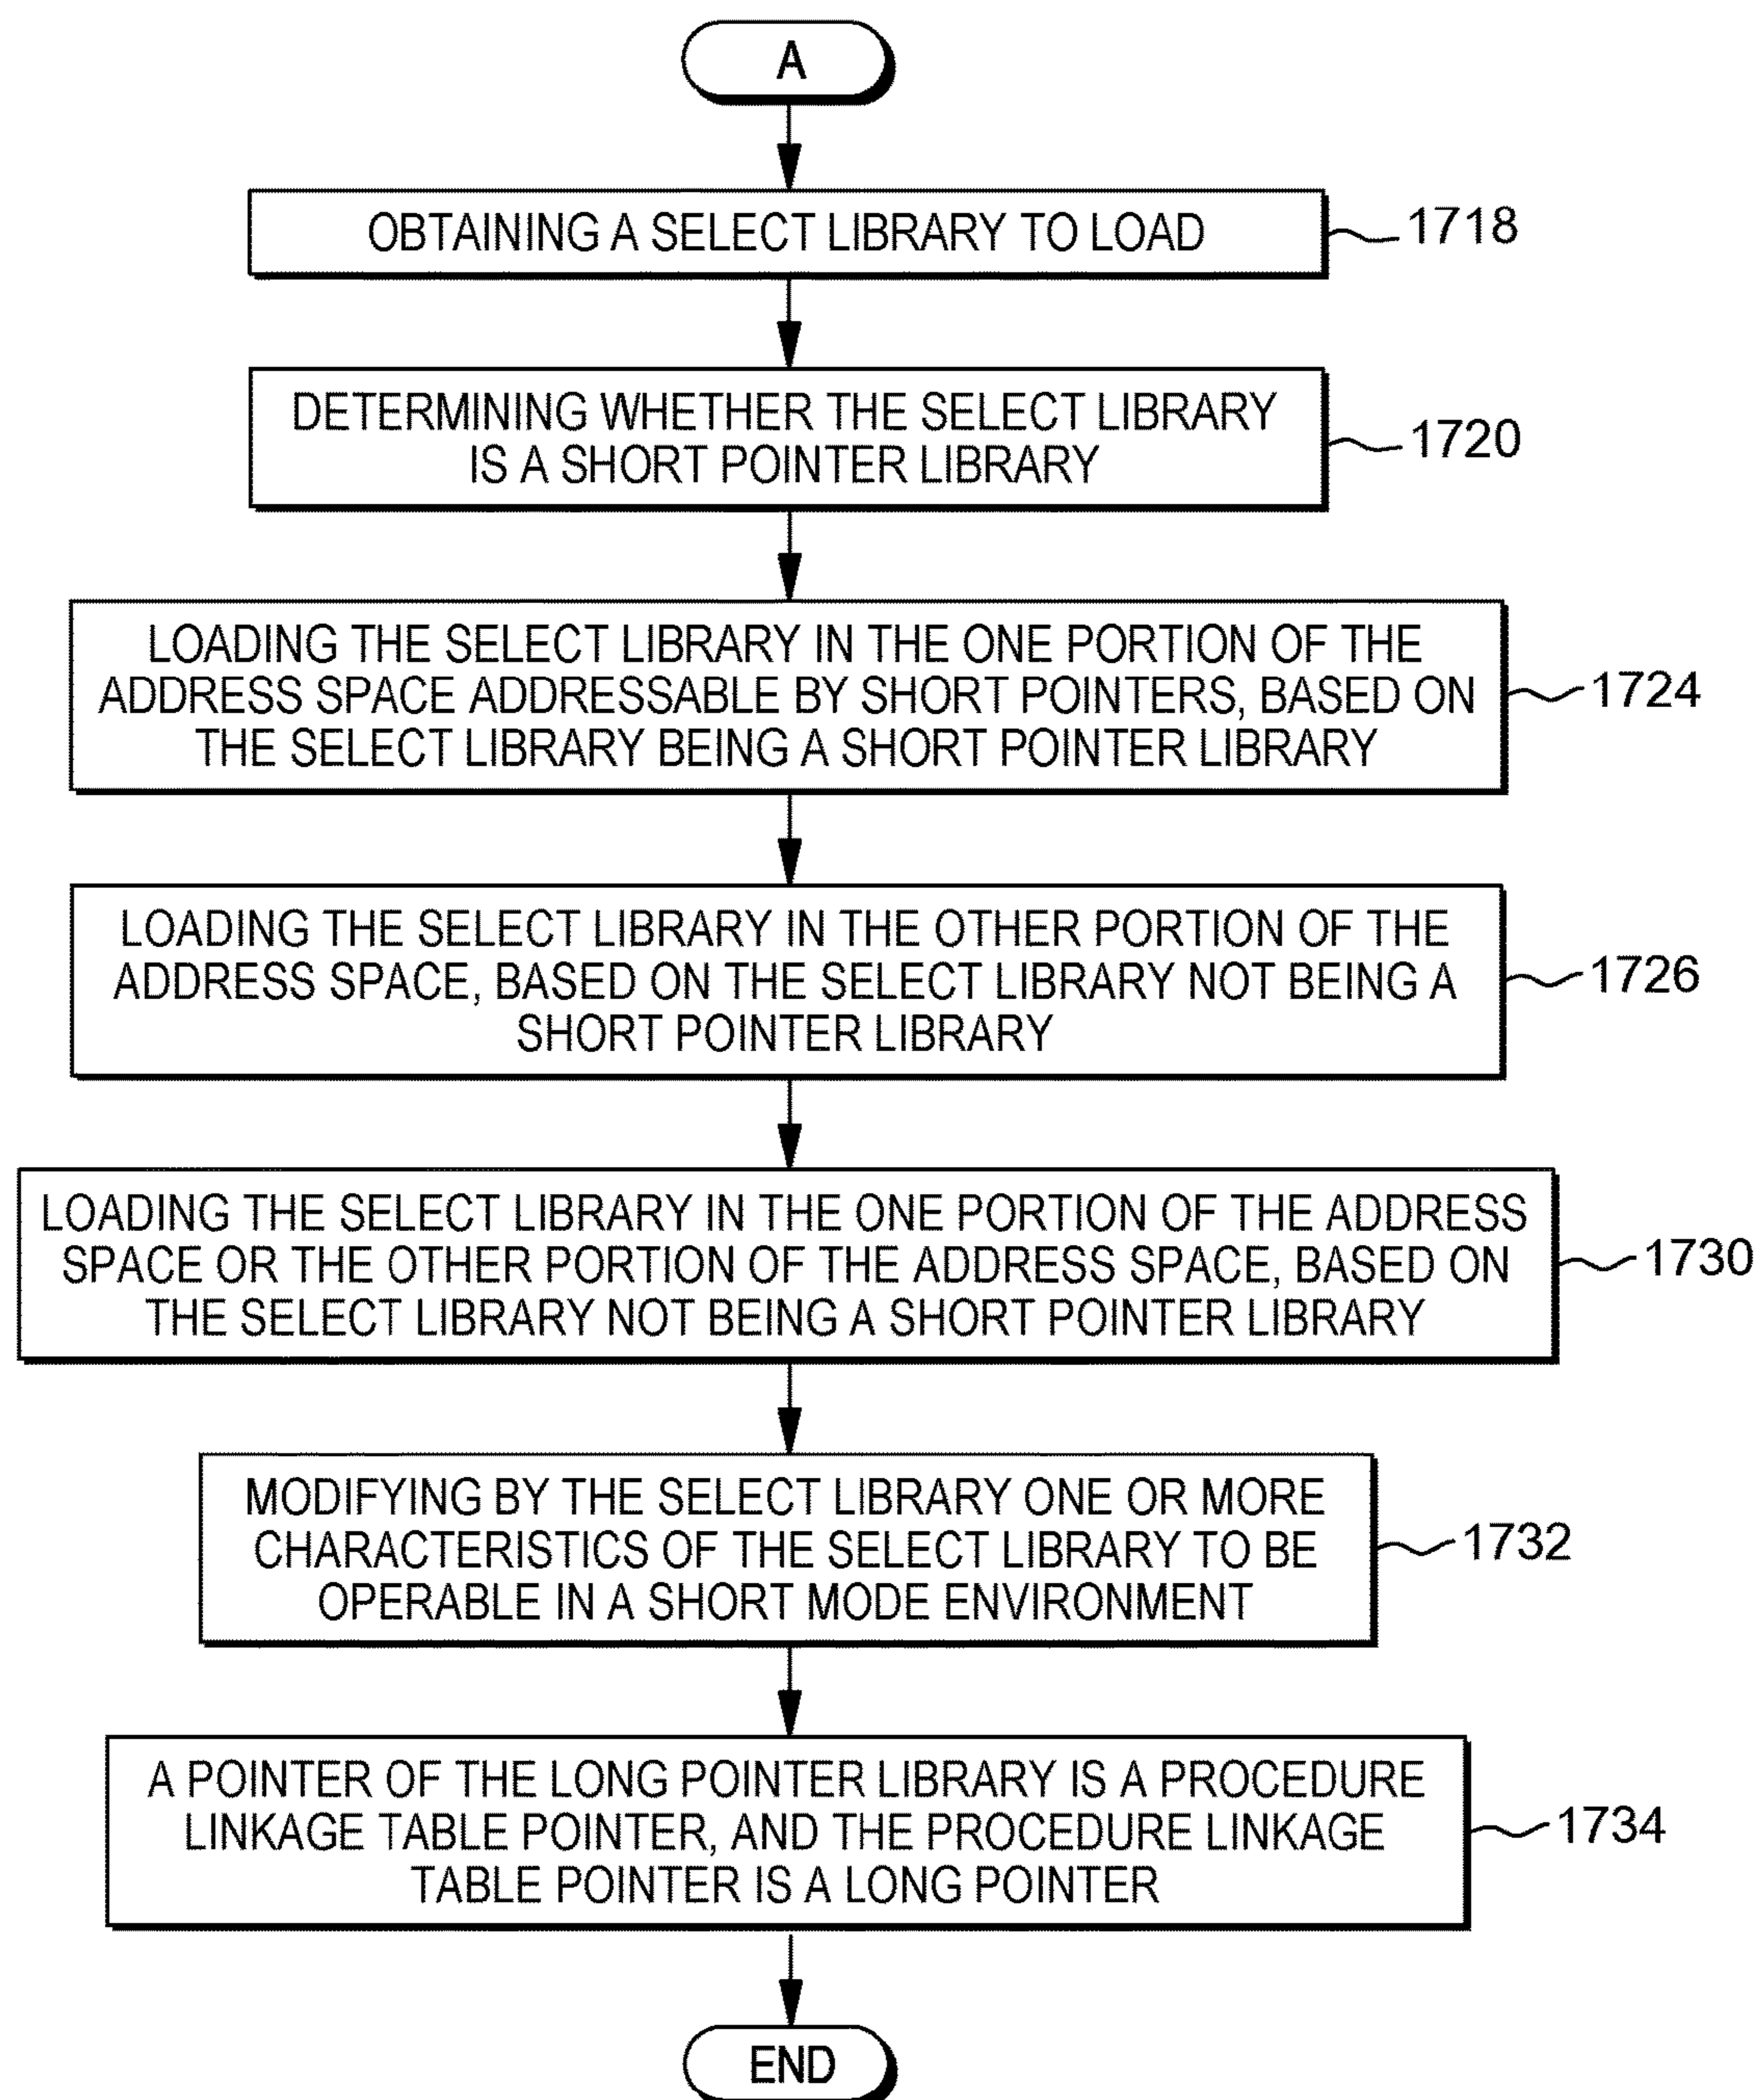 A
OBTAINING A SELECT LIBRARY TO LOAD
1718
DETERMINING WHETHER THE SELECT LIBRARY
IS A SHORT POINTER LIBRARY
1720
LOADING THE SELECT LIBRARY IN THE ONE PORTION OF THE
ADDRESS SPACE ADDRESSABLE BY SHORT POINTERS, BASED ON
THE SELECT LIBRARY BEING A SHORT POINTER LIBRARY
1724
LOADING THE SELECT LIBRARY IN THE OTHER PORTION OF THE
ADDRESS SPACE, BASED ON THE SELECT LIBRARY NOT BEING A
SHORT POINTER LIBRARY
1726
LOADING THE SELECT LIBRARY IN THE ONE PORTION OF THE ADDRESS
SPACE OR THE OTHER PORTION OF THE ADDRESS SPACE, BASED ON
THE SELECT LIBRARY NOT BEING A SHORT POINTER LIBRARY
1730
MODIFYING BY THE SELECT LIBRARY ONE OR MORE
CHARACTERISTICS OF THE SELECT LIBRARY TO BE
OPERABLE IN A SHORT MODE ENVIRONMENT
1732
A POINTER OF THE LONG POINTER LIBRARY IS A PROCEDURE
LINKAGE TABLE POINTER, AND THE PROCEDURE LINKAGE
TABLE POINTER IS A LONG POINTER
1734
END